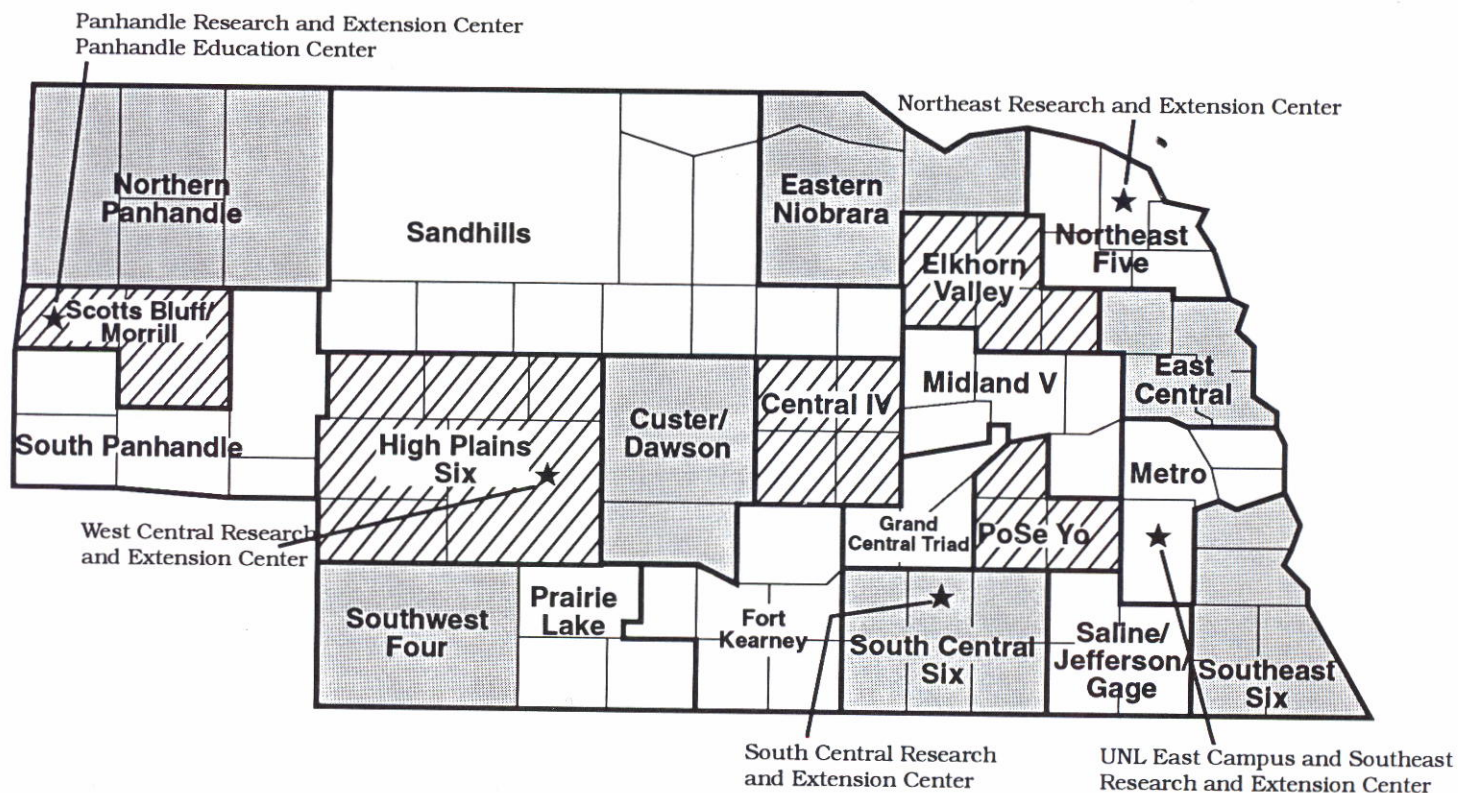 Panhandle Research and Extension Center
Panhandle Education Center
Northeast Research and Extension Center
Northern
Panhandle
Sandhills
Eastern
Niobrara
Northeast
Five
Elkhorn
Valley
Scotts Bluff/
Morrill
East
Central
Midland V
Central IV
Custer/
Dawson
High Plains
Six
South Panhandle
Metro
West Central Research
and Extension Center
Grand
Central Triad
PoSe Yo
Southwest
Four
Prairie
Lake
Fort
Kearney
South Central
Six
Saline/
Jefferson/
Gage
Southeast
Six
South Central Research
and Extension Center
UNL East Campus and Southeast
Research and Extension Center